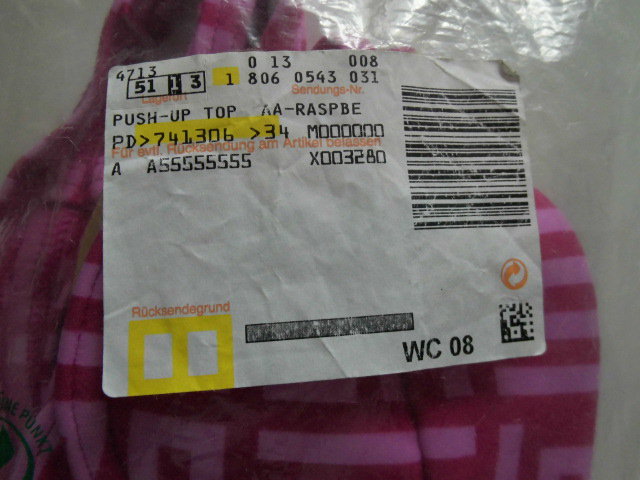 4713 0 13 008
51 1 3 1 806 0543 031
Lagerort Sendungs-Nr.
PUSH-UP TOP AA-RASPBE
PD>741306 >34 M000000
Für evtl. Rücksendung am Artikel belassen
A A55555555 X003280
Rücksendegrund
WC 08
PUNKT